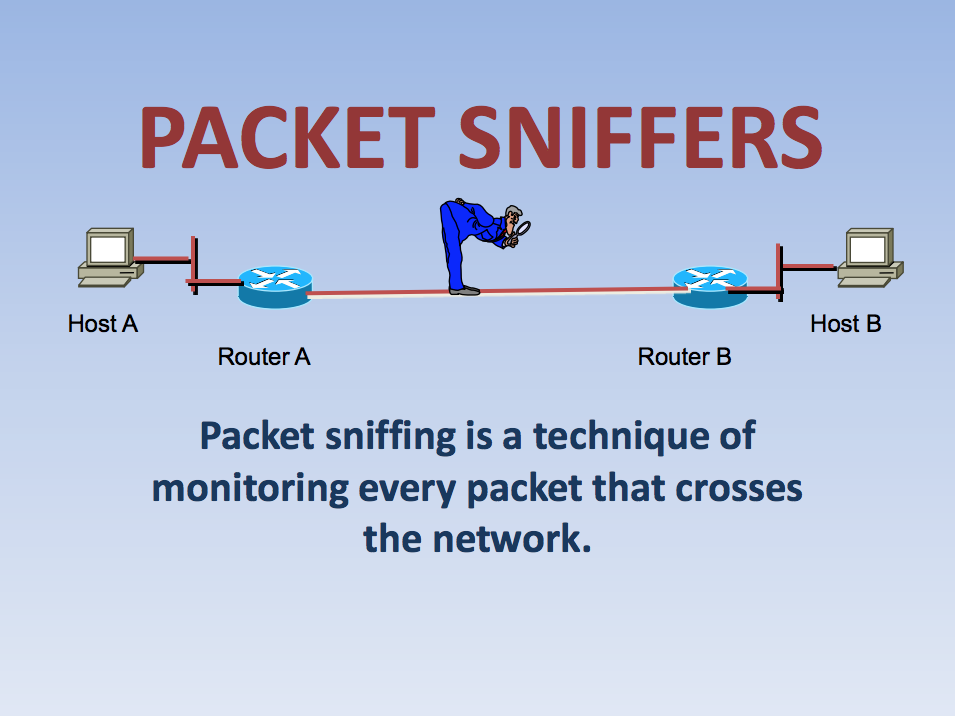 PACKET SNIFFERS
Host A
Host B
Router A
Router B
Packet sniffing is a technique of
monitoring every packet that crosses
the network.